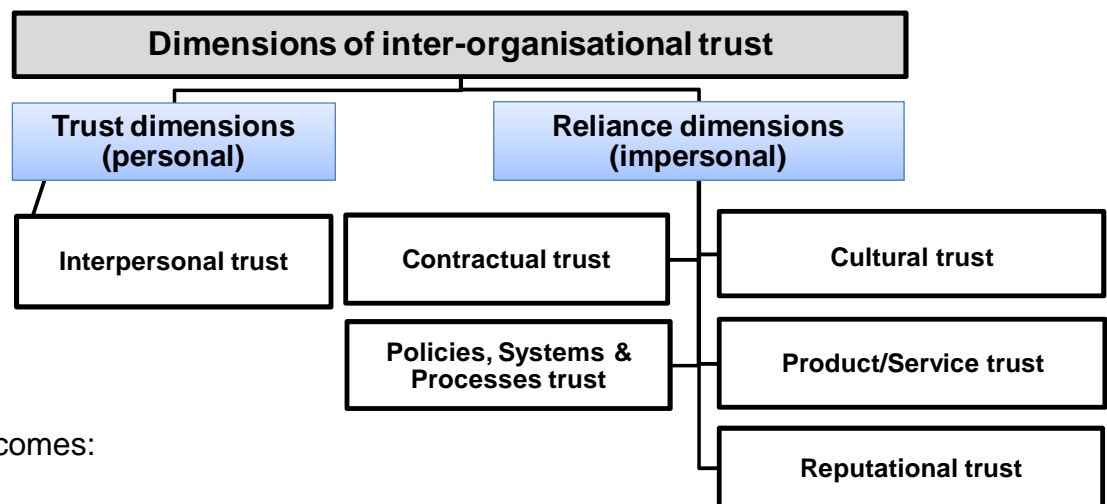 Dimensions of inter-organisational trust
Trust dimensions
(personal)
Reliance dimensions
(impersonal)
Interpersonal trust
Contractual trust
Cultural trust
Policies, Systems &
Processes trust
Product/Service trust
Reputational trust
comes: